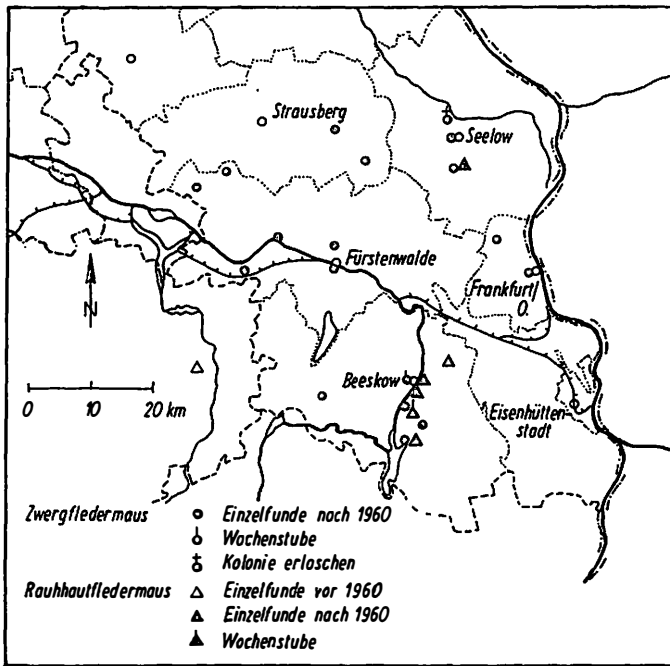 Strausberg
Seelow
Fürstenwalde
Frankfurt/
O.
N
Beeskow
0 10 20 km
Eisenhütten-
stadt
Zwergfledermaus Einzelfunde nach 1960
Wochenstube
Kolonie erloschen
Rauhhautfledermaus Einzelfunde vor 1960
Einzelfunde nach 1960
Wochenstube